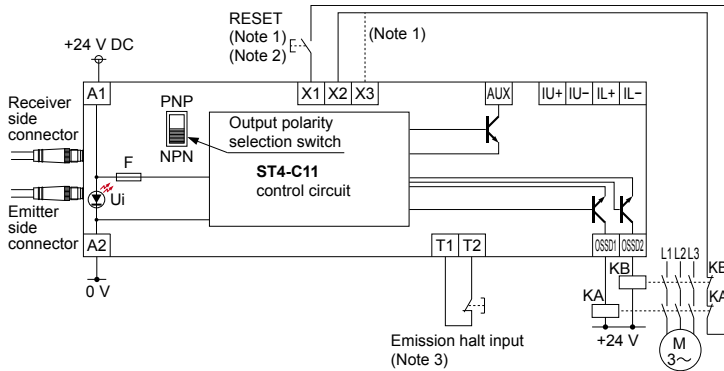 RESET
(Note 1)
(Note 2)
(Note 1)
+24 V DC
A1
X1 X2 X3
AUX
IU+ IU− IL+ IL−
PNP
NPN
Output polarity
selection switch
ST4-C11
control circuit
Receiver
side
connector
F
Ui
Emitter
side
connector
A2
0 V
T1 T2
OSSD1 OSSD2
Emission halt input
(Note 3)
KB
KA
+24 V
L1 L2 L3
KB
KA
M
3~